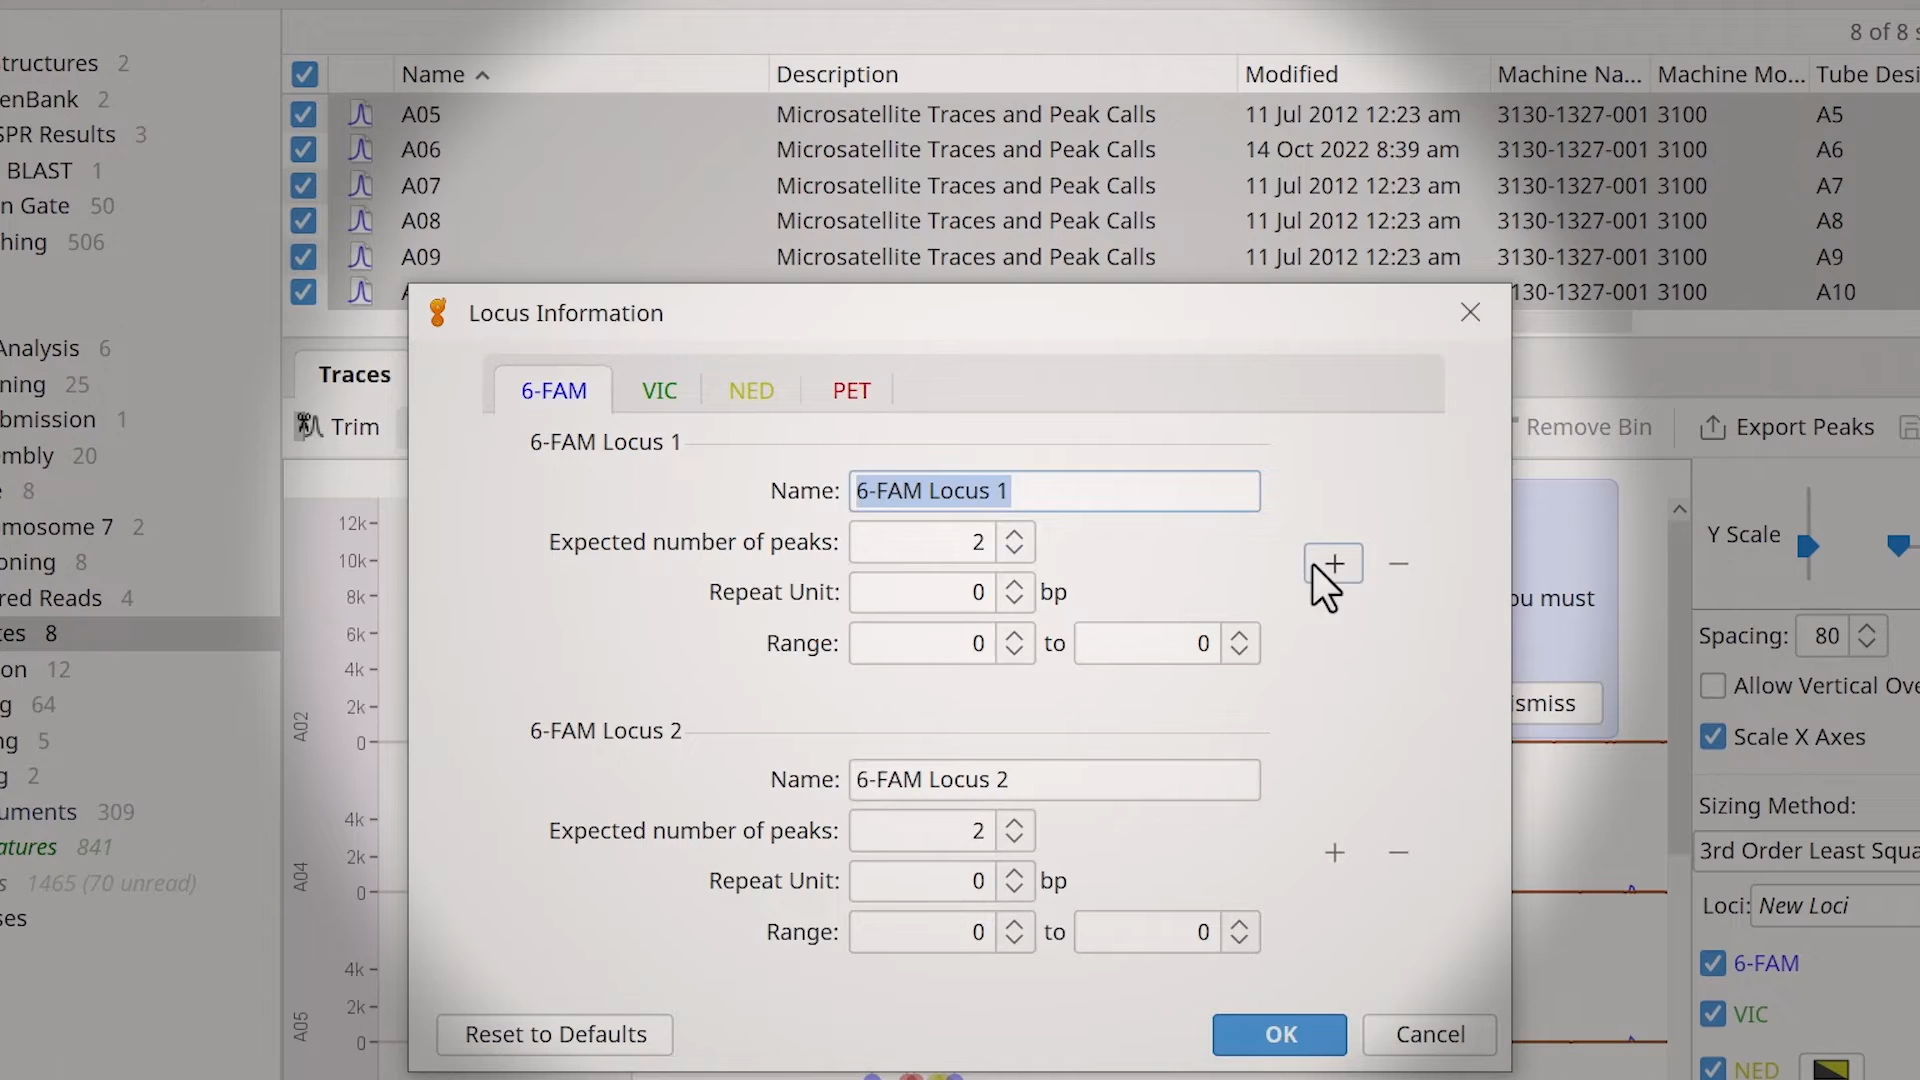 8 of 8 s
Name Description Modified Machine Na... Machine Mo... Tube Desi
A05 Microsatellite Traces and Peak Calls 11 Jul 2012 12:23 am 3130-1327-001 3100 A5
A06 Microsatellite Traces and Peak Calls 14 Oct 2022 8:39 am 3130-1327-001 3100 A6
A07 Microsatellite Traces and Peak Calls 11 Jul 2012 12:23 am 3130-1327-001 3100 A7
A08 Microsatellite Traces and Peak Calls 11 Jul 2012 12:23 am 3130-1327-001 3100 A8
A09 Microsatellite Traces and Peak Calls 11 Jul 2012 12:23 am 3130-1327-001 3100 A9
130-1327-001 3100 A10
tructures 2
enBank 2
SPR Results 3
BLAST 1
n Gate 50
hing 506
Analysis 6
ning 25
bmission 1
mbly 20
e 8
mosome 7 2
oning 8
red Reads 4
tes 8
on 12
g 64
ng 5
g 2
uments 309
atures 841
s 1465 (70 unread)
ses
Traces
Trim
Remove Bin
Export Peaks
12k
10k
8k
6k
4k
2k
0
A02
4k
2k
0
A04
4k
2k
0
A05
Locus Information
6-FAM VIC NED PET
6-FAM Locus 1
Name: 6-FAM Locus 1
Expected number of peaks: 2
Repeat Unit: 0 bp
Range: 0 to 0
+ −
6-FAM Locus 2
Name: 6-FAM Locus 2
Expected number of peaks: 2
Repeat Unit: 0 bp
Range: 0 to 0
+ −
Reset to Defaults OK Cancel
ou must
ismiss
Y Scale
Spacing: 80
Allow Vertical Ove
Scale X Axes
Sizing Method:
3rd Order Least Squa
Loci: New Loci
6-FAM
VIC
NED